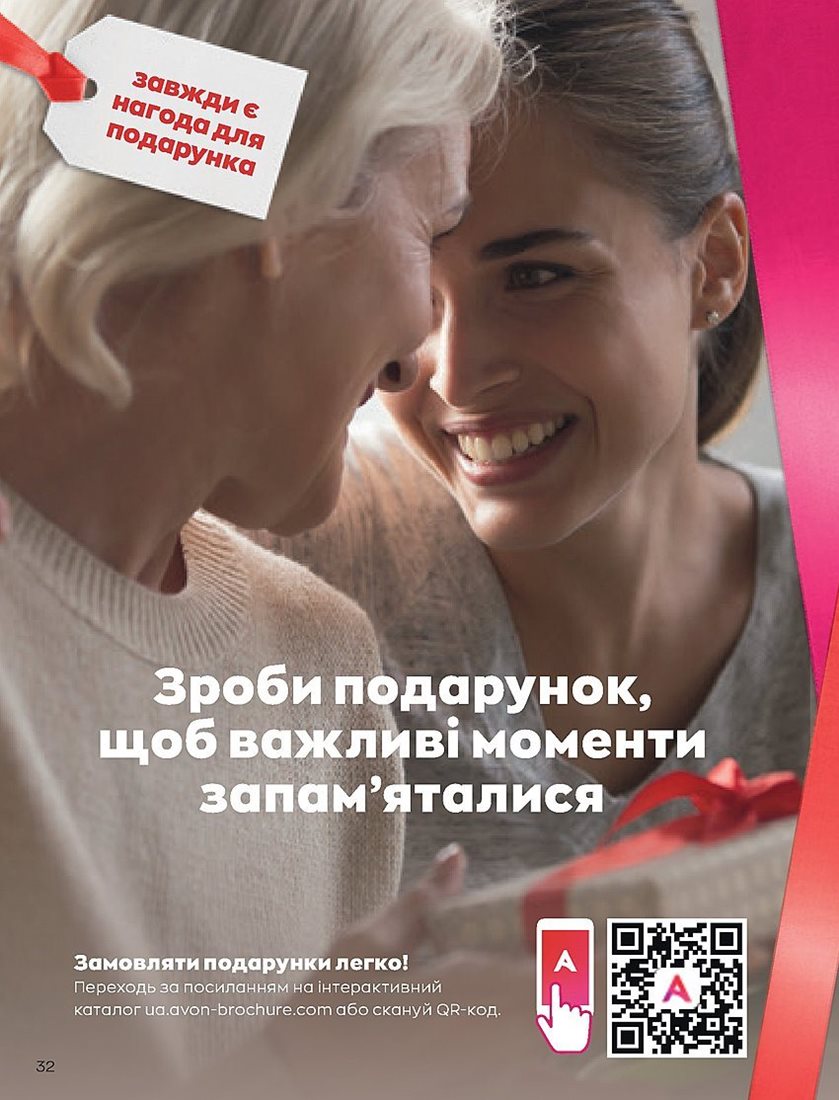 завжди є
нагода для
подарунка
Зроби подарунок,
щоб важливі моменти
запам’яталися
Замовляти подарунки легко!
Переходь за посиланням на інтерактивний
каталог ua.avon-brochure.com або скануй QR-код.
A
A
32